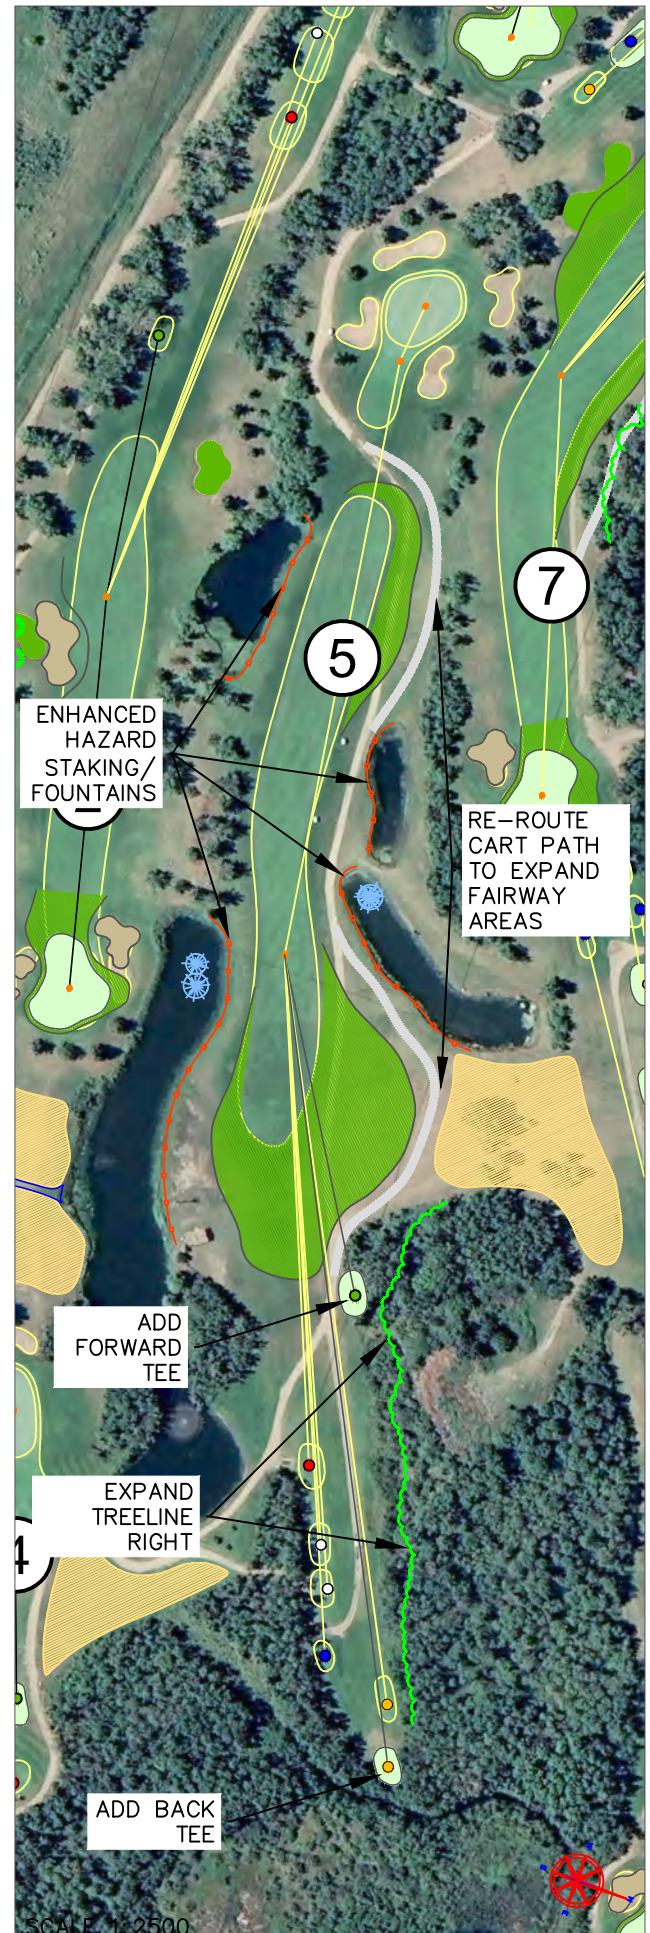 5
7
ENHANCED
HAZARD
STAKING/
FOUNTAINS
RE-ROUTE
CART PATH
TO EXPAND
FAIRWAY
AREAS
ADD
FORWARD
TEE
EXPAND
TREELINE
RIGHT
4
ADD BACK
TEE
SCALE 1:2500